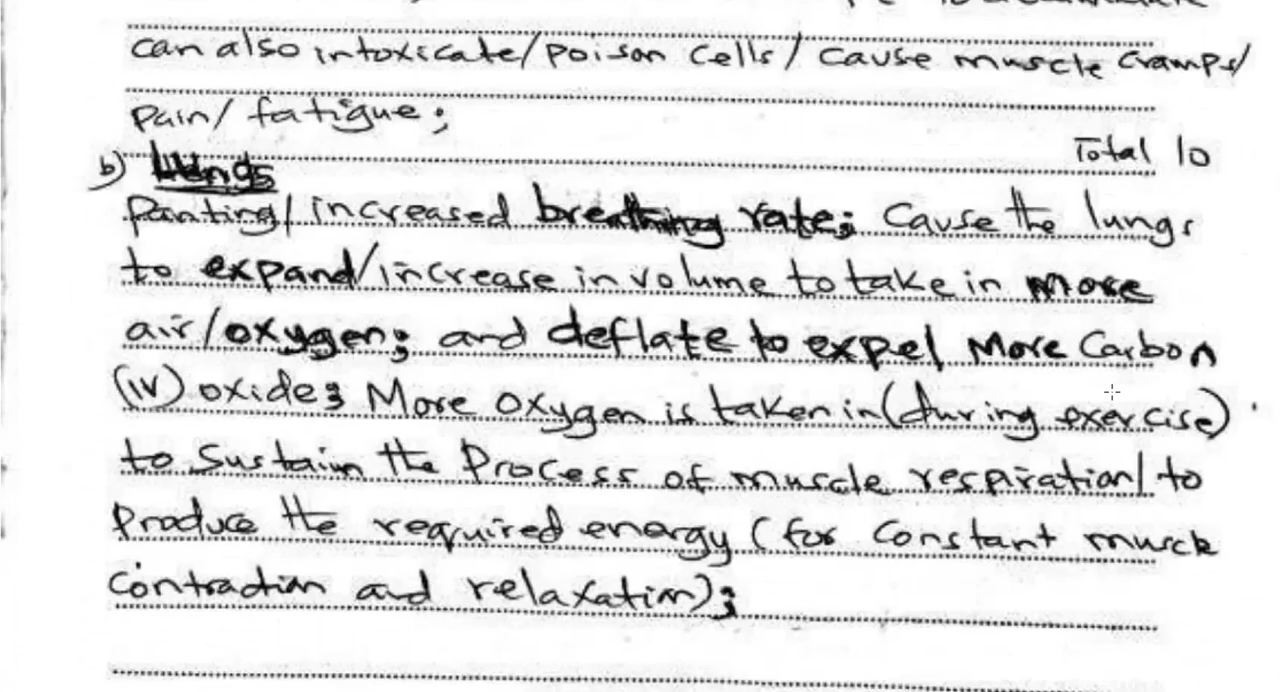 can also intoxicate/poison cells/ cause muscle cramps/
pain/ fatigue;
Total 10
b) Lungs
Panting/ increased breathing rate; Cause the lungs
to expand/increase in volume to take in more
air/oxygen; and deflate to expel More Carbon
(iv) oxide; More oxygen is taken in (during exercise)
to Sustain the Process of muscle respiration/ to
Produce the required energy (for Constant muscle
contraction and relaxation);